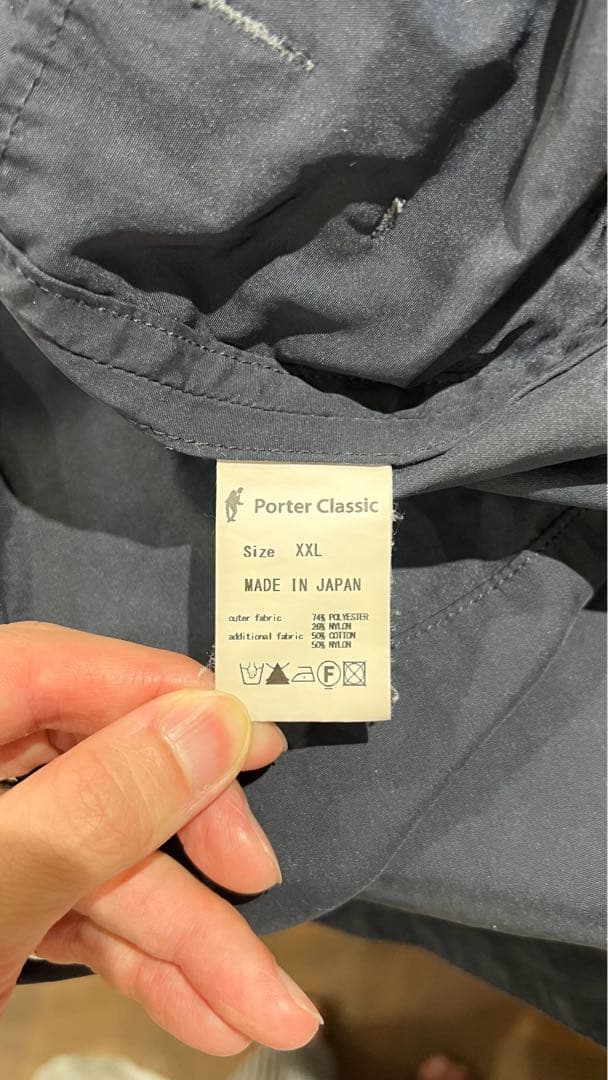 Porter Classic
Size XXL
MADE IN JAPAN
outer fabric 74% POLYESTER
26% NYLON
additional fabric 50% COTTON
50% NYLON
F